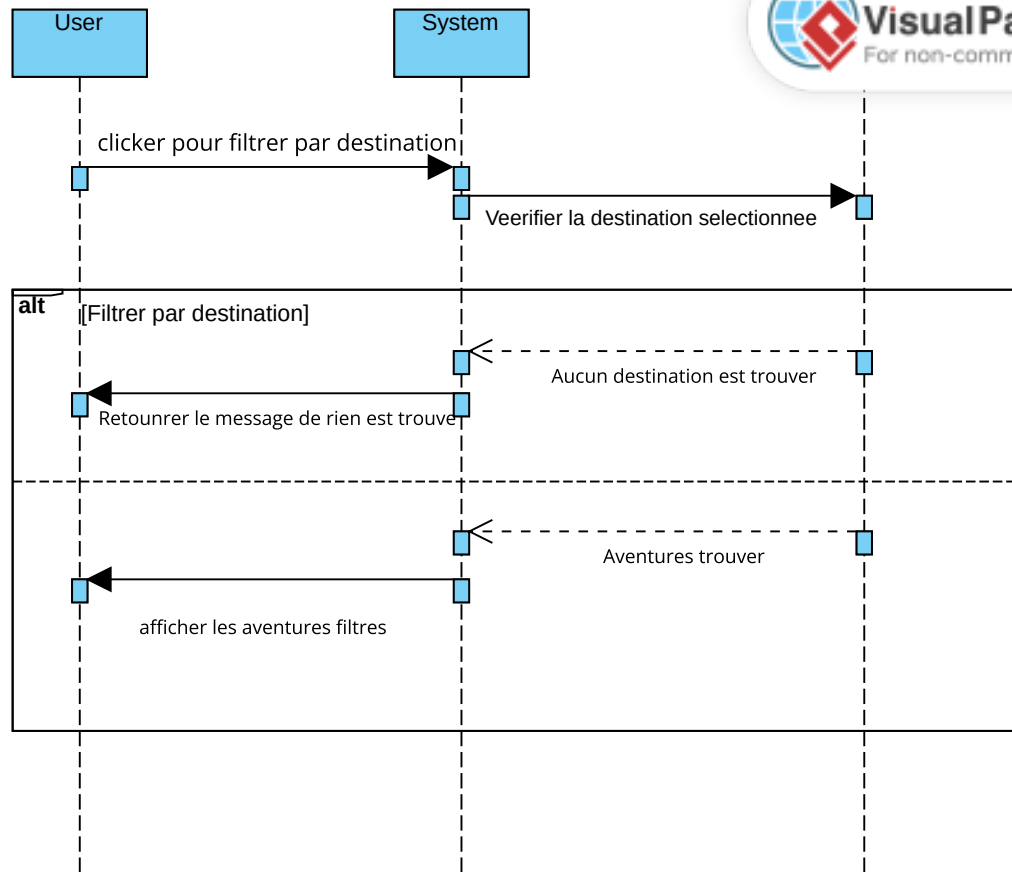 User
System
VisualPa
For non-comm
clicker pour filtrer par destination
Veerifier la destination selectionnee
alt
[Filtrer par destination]
Aucun destination est trouver
Retounrer le message de rien est trouve
Aventures trouver
afficher les aventures filtres